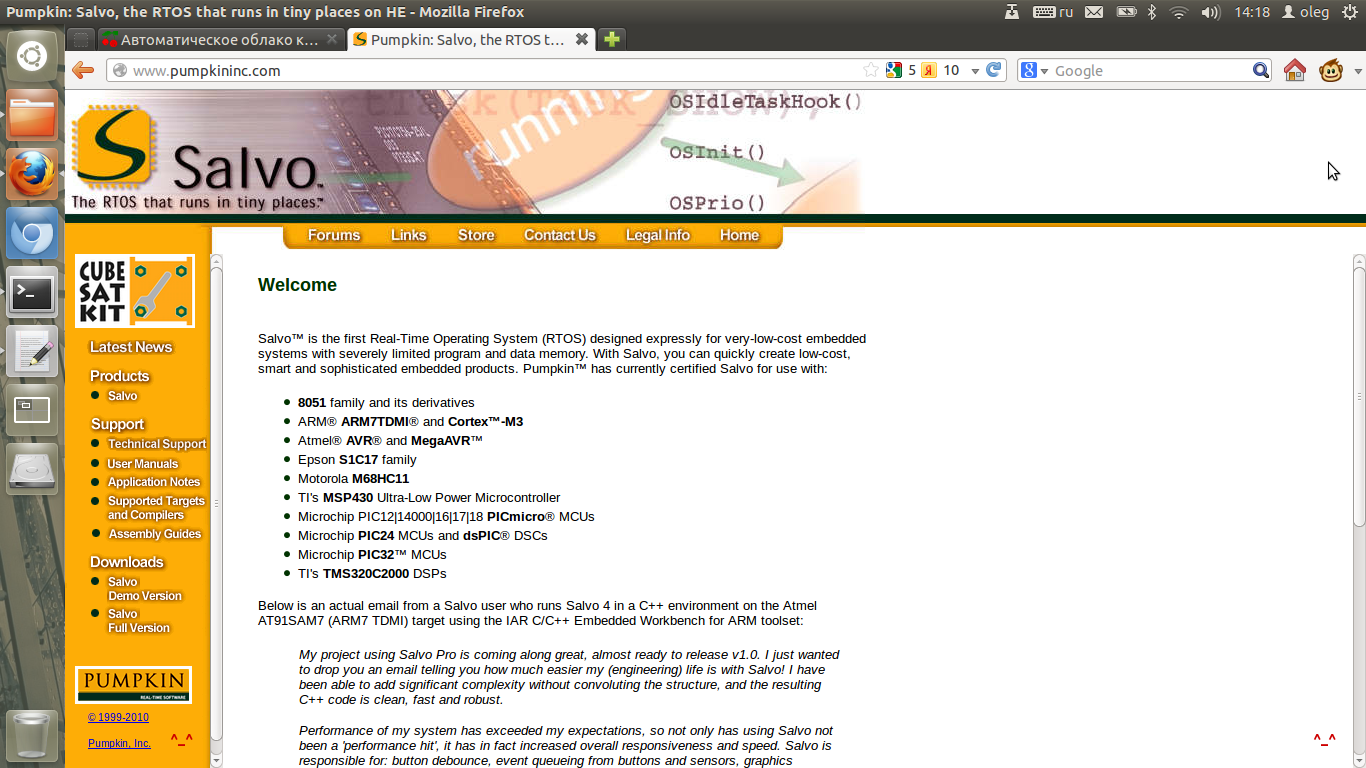 Pumpkin: Salvo, the RTOS that runs in tiny places on HE - Mozilla Firefox
ru
14:18
oleg
Автоматическое облако к...
Pumpkin: Salvo, the RTOS t...
www.pumpkininc.com
5
Я
10
8
Google
ctTask(TASK_SHOW);
OSIdleTaskHook()
running
OSInit()
OSPrio()
S
Salvo™
The RTOS that runs in tiny places.™
Forums
Links
Store
Contact Us
Legal Info
Home
CUBE
SAT
KIT
Latest News
Products
Salvo
Support
Technical Support
User Manuals
Application Notes
Supported Targets
and Compilers
Assembly Guides
Downloads
Salvo
Demo Version
Salvo
Full Version
PUMPKIN
REAL-TIME SOFTWARE
© 1999-2010
Pumpkin, Inc.
^_^
Welcome
Salvo™ is the first Real-Time Operating System (RTOS) designed expressly for very-low-cost embedded
systems with severely limited program and data memory. With Salvo, you can quickly create low-cost,
smart and sophisticated embedded products. Pumpkin™ has currently certified Salvo for use with:
8051 family and its derivatives
ARM® ARM7TDMI® and Cortex™-M3
Atmel® AVR® and MegaAVR™
Epson S1C17 family
Motorola M68HC11
TI's MSP430 Ultra-Low Power Microcontroller
Microchip PIC12|14000|16|17|18 PICmicro® MCUs
Microchip PIC24 MCUs and dsPIC® DSCs
Microchip PIC32™ MCUs
TI's TMS320C2000 DSPs
Below is an actual email from a Salvo user who runs Salvo 4 in a C++ environment on the Atmel
AT91SAM7 (ARM7 TDMI) target using the IAR C/C++ Embedded Workbench for ARM toolset:
My project using Salvo Pro is coming along great, almost ready to release v1.0. I just wanted
to drop you an email telling you how much easier my (engineering) life is with Salvo! I have
been able to add significant complexity without convoluting the structure, and the resulting
C++ code is clean, fast and robust.
Performance of my system has exceeded my expectations, so not only has using Salvo not
been a 'performance hit', it has in fact increased overall responsiveness and speed. Salvo is
responsible for: button debounce, event queueing from buttons and sensors, graphics
^_^